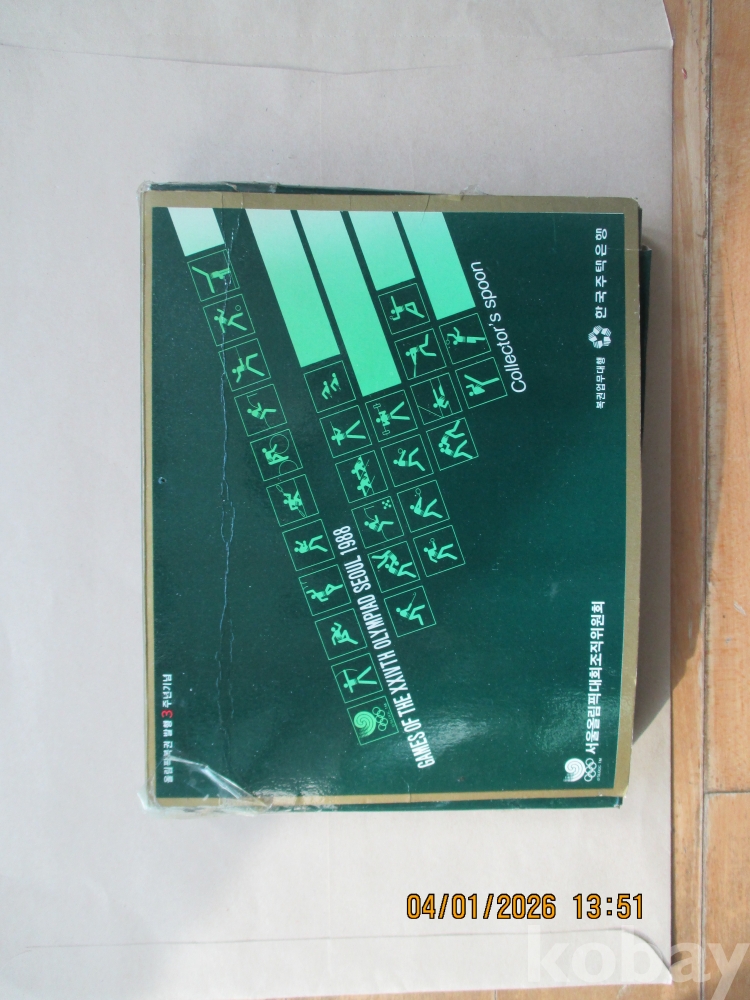 올림픽복권 발행 3주년기념
GAMES OF THE XXIVTH OLYMPIAD SEOUL 1988
Collector's spoon
서울올림픽대회조직위원회
복권업무대행 한국주택은행
04/01/2026 13:51
kobay